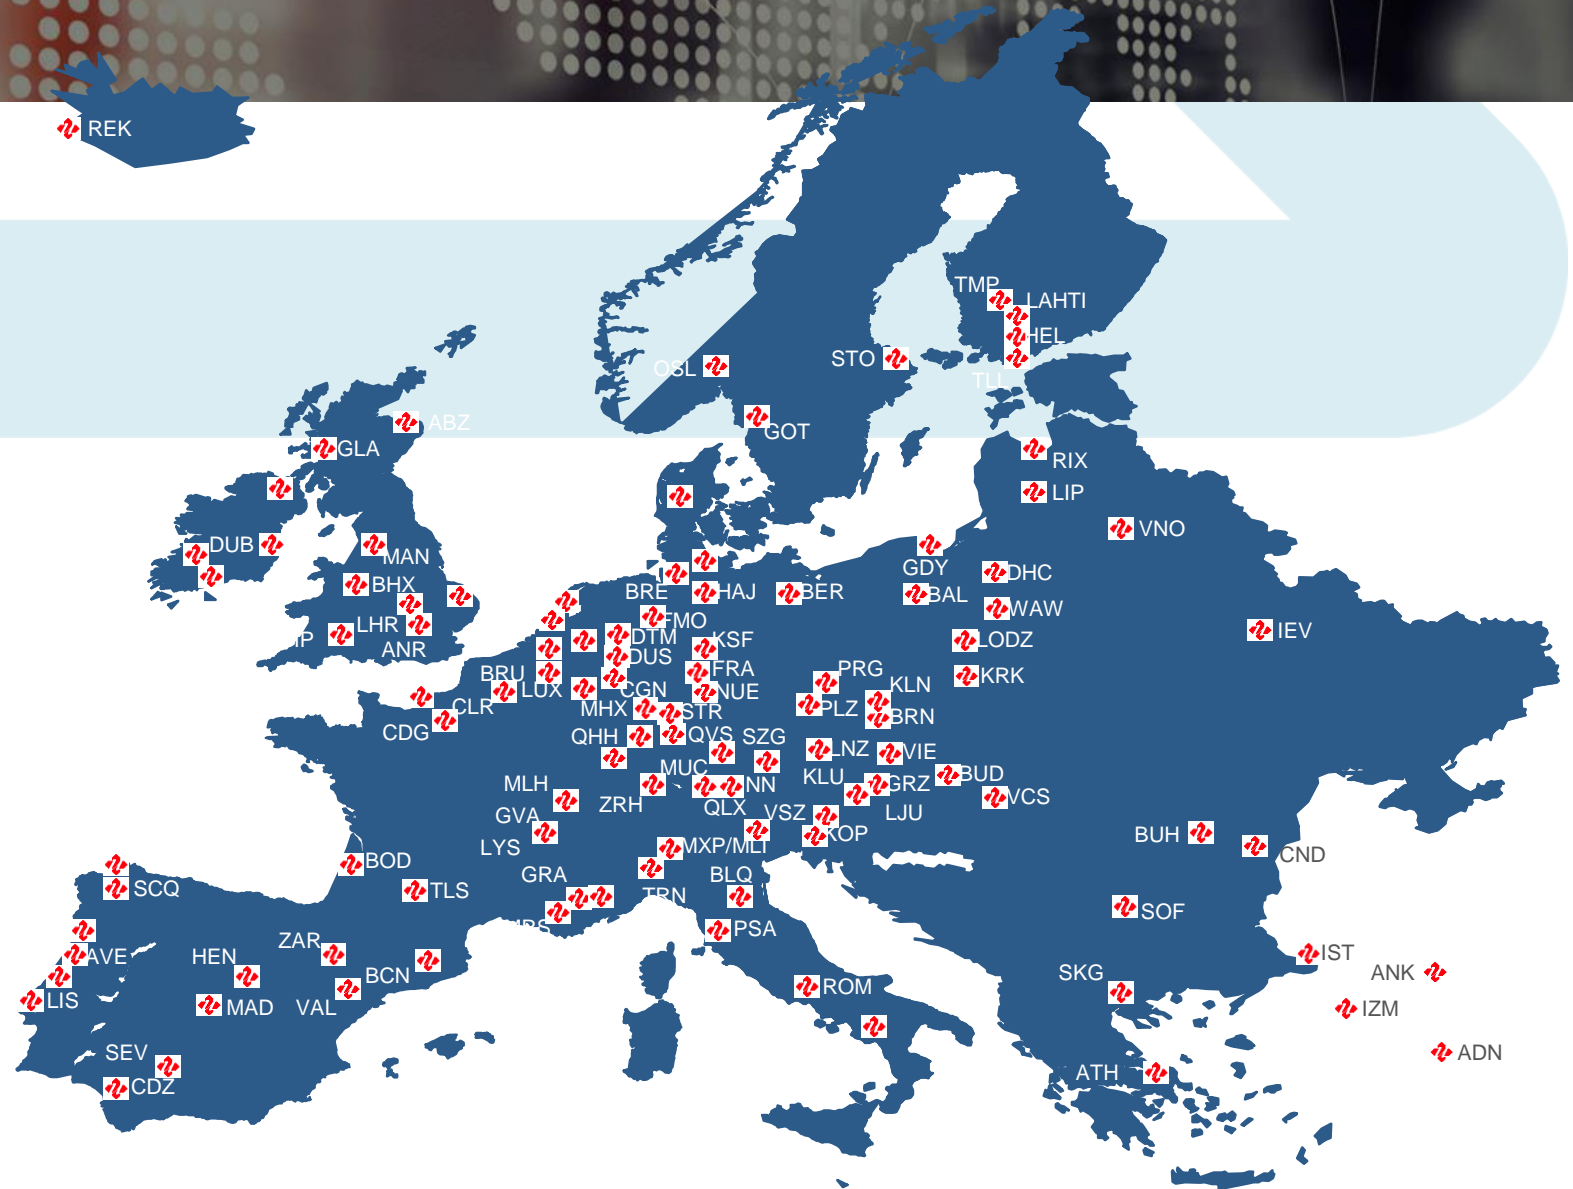 REK
TMP
LAHTI
HEL
STO
OSL
TLL
ABZ
GOT
GLA
RIX
LIP
VNO
DUB
MAN
GDY
DHC
BHX
BRE
HAJ
BER
BAL
WAW
LHR
FMO
IEV
DTM
KSF
LODZ
ANR
DUS
BRU
FRA
PRG
KRK
LUX
CGN
NUE
KLN
CLR
MHX
STR
PLZ
BRN
CDG
QHH
QVS
SZG
LNZ
VIE
MUC
KLU
BUD
MLH
NN
GRZ
VCS
ZRH
QLX
VSZ
LJU
GVA
KOP
BUH
LYS
MXP/MLT
CND
BOD
GRA
BLQ
SCQ
TLS
TRN
SOF
PSA
ZAR
AVE
HEN
IST
BCN
SKG
ANK
LIS
MAD
VAL
ROM
IZM
SEV
ADN
CDZ
ATH